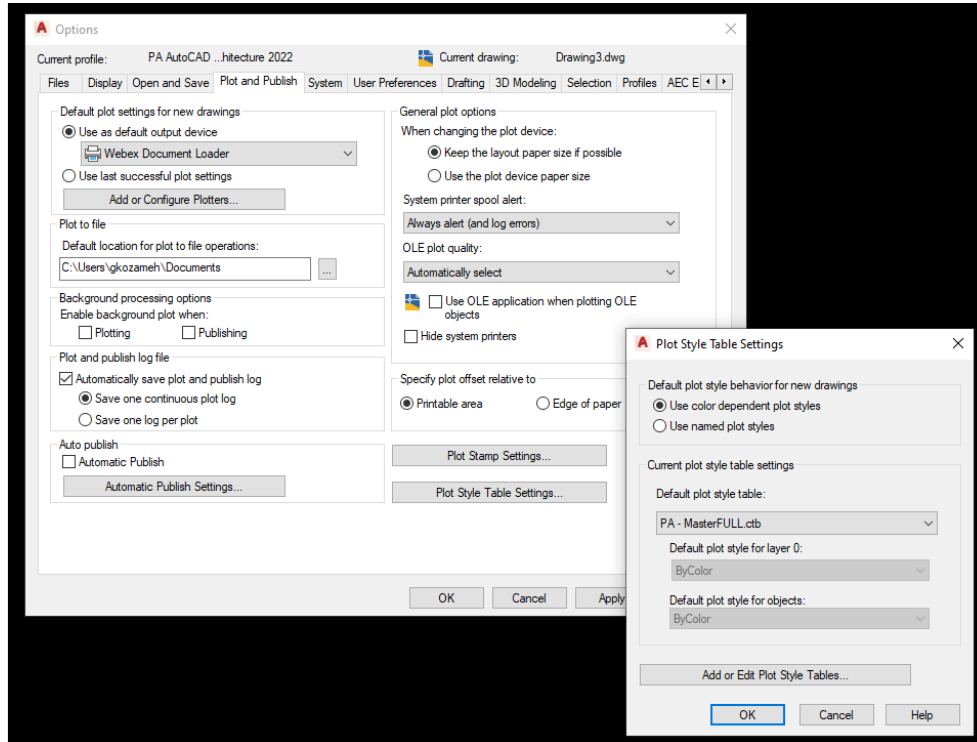 Options
Current profile: PA AutoCAD ...hitecture 2022 Current drawing: Drawing3.dwg
Files Display Open and Save Plot and Publish System User Preferences Drafting 3D Modeling Selection Profiles AEC E
Default plot settings for new drawings
Use as default output device
Webex Document Loader
Use last successful plot settings
Add or Configure Plotters...
Plot to file
Default location for plot to file operations:
C:\Users\gkozameh\Documents
...
Background processing options
Enable background plot when:
Plotting Publishing
Plot and publish log file
Automatically save plot and publish log
Save one continuous plot log
Save one log per plot
Auto publish
Automatic Publish
Automatic Publish Settings...
General plot options
When changing the plot device:
Keep the layout paper size if possible
Use the plot device paper size
System printer spool alert:
Always alert (and log errors)
OLE plot quality:
Automatically select
Use OLE application when plotting OLE
objects
Hide system printers
Specify plot offset relative to
Printable area Edge of paper
Plot Stamp Settings...
Plot Style Table Settings...
OK Cancel Apply
Plot Style Table Settings
Default plot style behavior for new drawings
Use color dependent plot styles
Use named plot styles
Current plot style table settings
Default plot style table:
PA - MasterFULL.ctb
Default plot style for layer 0:
ByColor
Default plot style for objects:
ByColor
Add or Edit Plot Style Tables...
OK Cancel Help